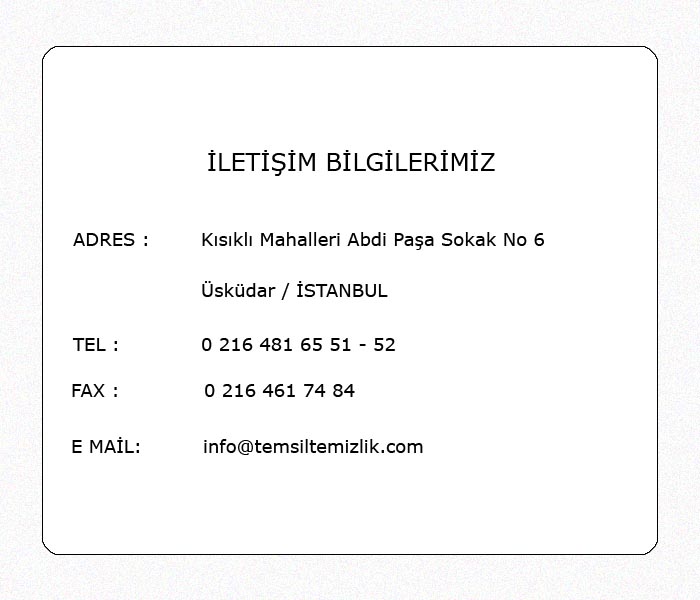 İLETİŞİM BİLGİLERİMİZ
ADRES : Kısıklı Mahalleri Abdi Paşa Sokak No 6
Üsküdar / İSTANBUL
TEL : 0 216 481 65 51 - 52
FAX : 0 216 461 74 84
E MAİL: info@temsiltemizlik.com